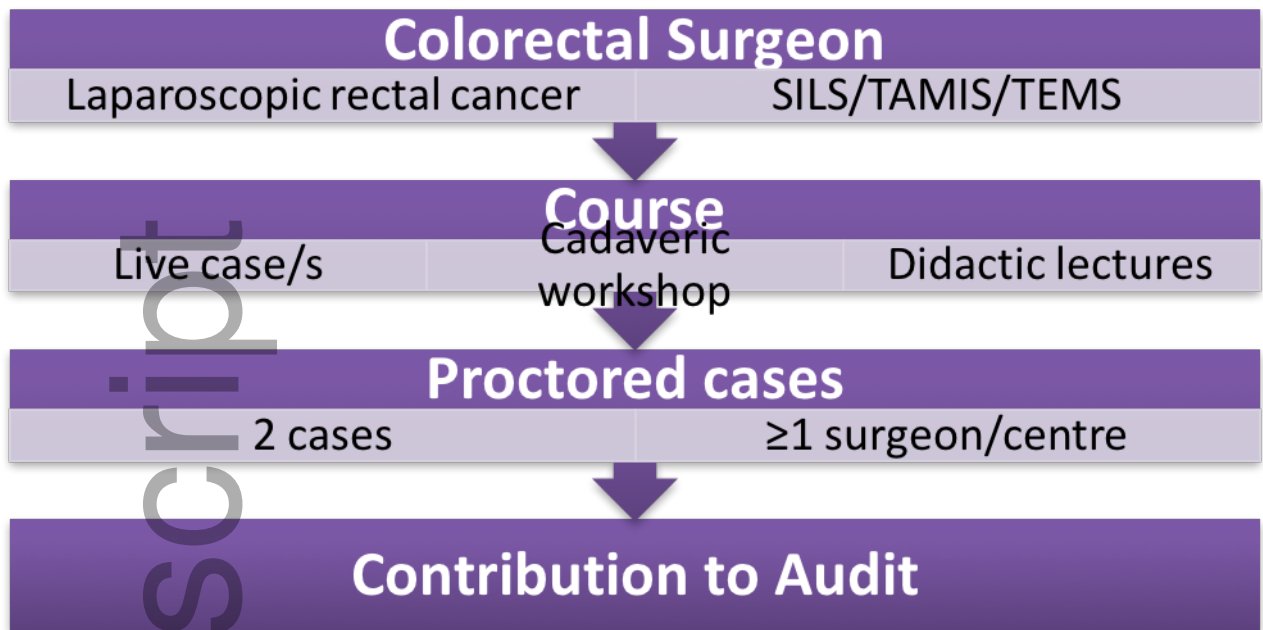 Colorectal Surgeon
Laparoscopic rectal cancer
SILS/TAMIS/TEMS
Course
Live case/s
Cadaveric
workshop
Didactic lectures
Proctored cases
2 cases
≥1 surgeon/centre
Contribution to Audit
script